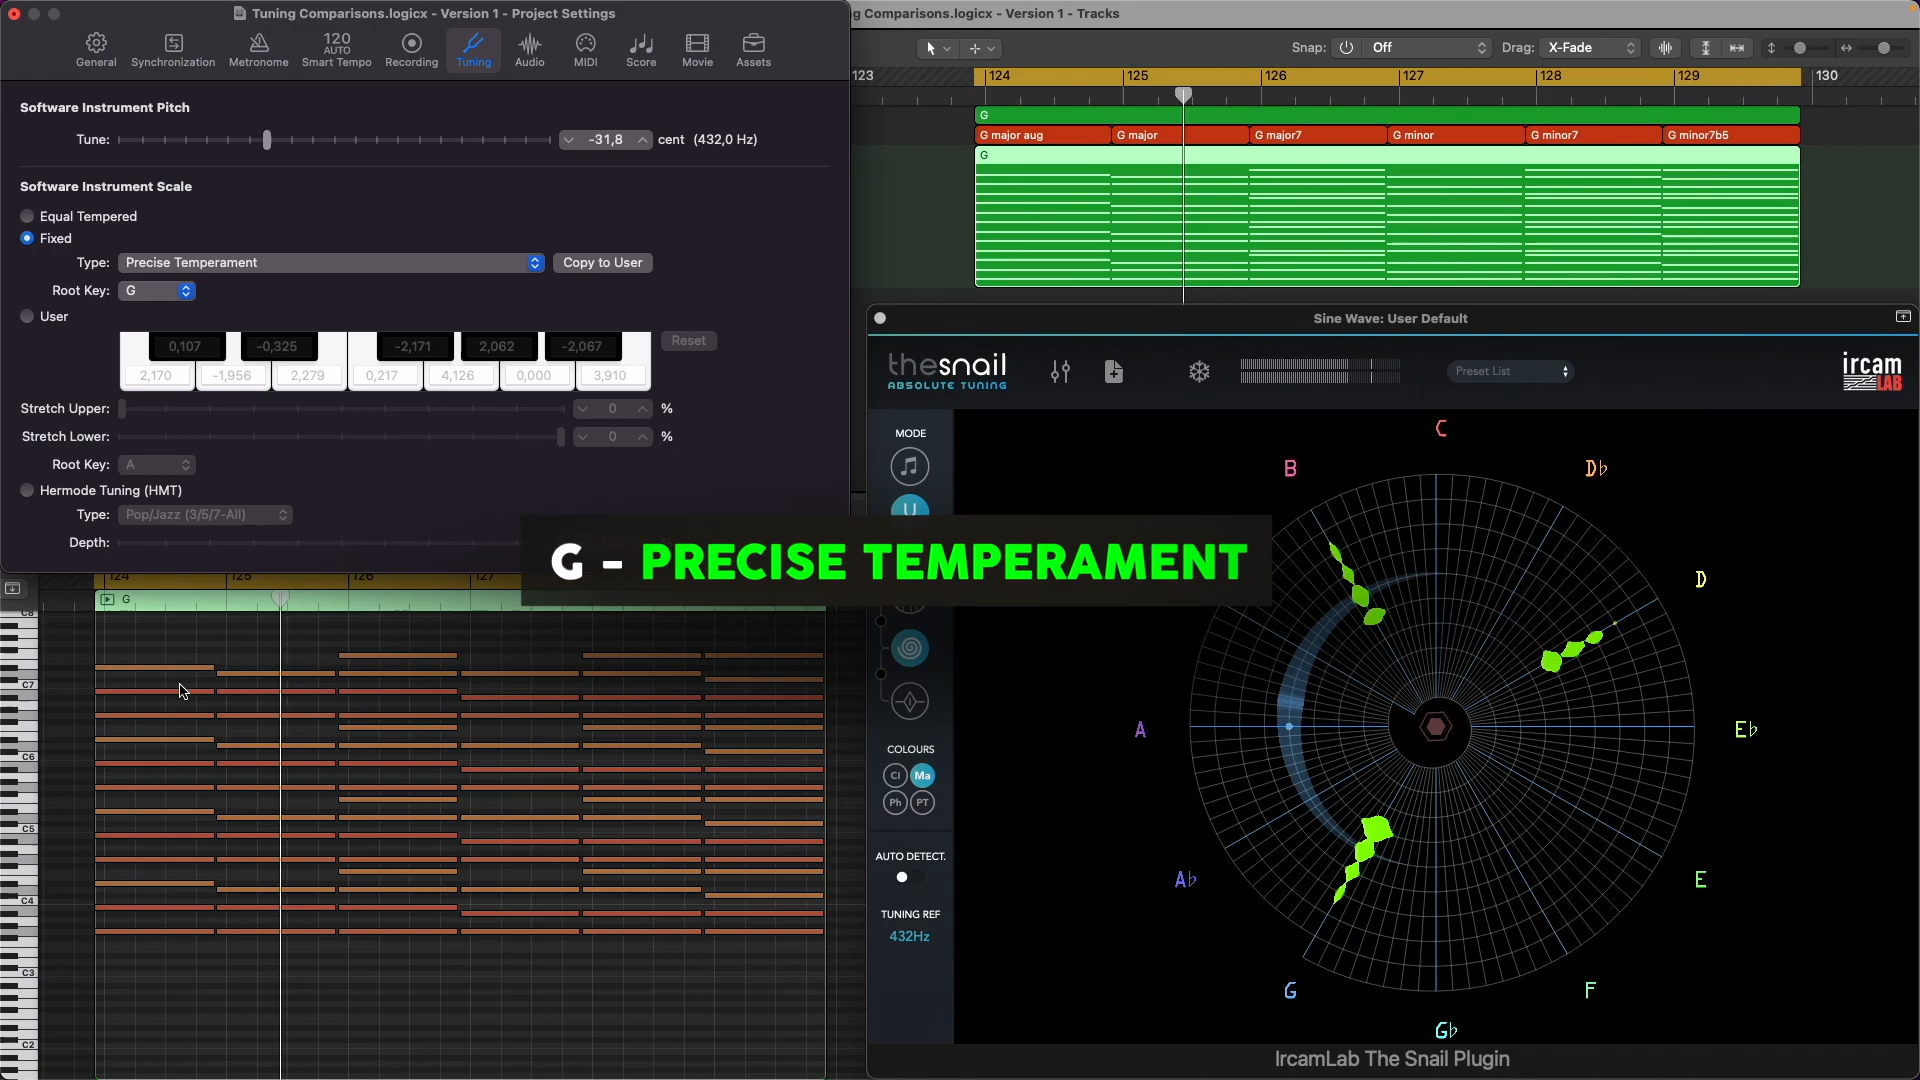 Tuning Comparisons.logicx - Version 1 - Project Settings
General
Synchronization
120
AUTO
Metronome
Smart Tempo
Recording
Tuning
Audio
MIDI
Score
Movie
Assets
Software Instrument Pitch
Tune: -31,8 cent (432,0 Hz)
Software Instrument Scale
Equal Tempered
Fixed
Type: Precise Temperament Copy to User
Root Key: G
User
0,107 -0,325 -2,171 2,062 -2,067 Reset
2,170 -1,956 2,279 0,217 4,126 0,000 3,910
Stretch Upper: 0 %
Stretch Lower: 0 %
Root Key: A
Hermode Tuning (HMT)
Type: Pop/Jazz (3/5/7-All)
Depth:
g Comparisons.logicx - Version 1 - Tracks
Snap: Off Drag: X-Fade
123 124 125 126 127 128 129 130
G
G major aug G major G major7 G minor G minor7 G minor7b5
G
G - PRECISE TEMPERAMENT
124 125 126 127
G
C8
C7
C6
C5
C4
C3
C2
Sine Wave: User Default
thesnail
ABSOLUTE TUNING
Preset List
ircam
LAB
MODE
U
COLOURS
Cl Ma
Ph PT
AUTO DETECT.
TUNING REF
432Hz
C
B D♭
D
A E♭
A♭ E
G F
G♭
IrcamLab The Snail Plugin